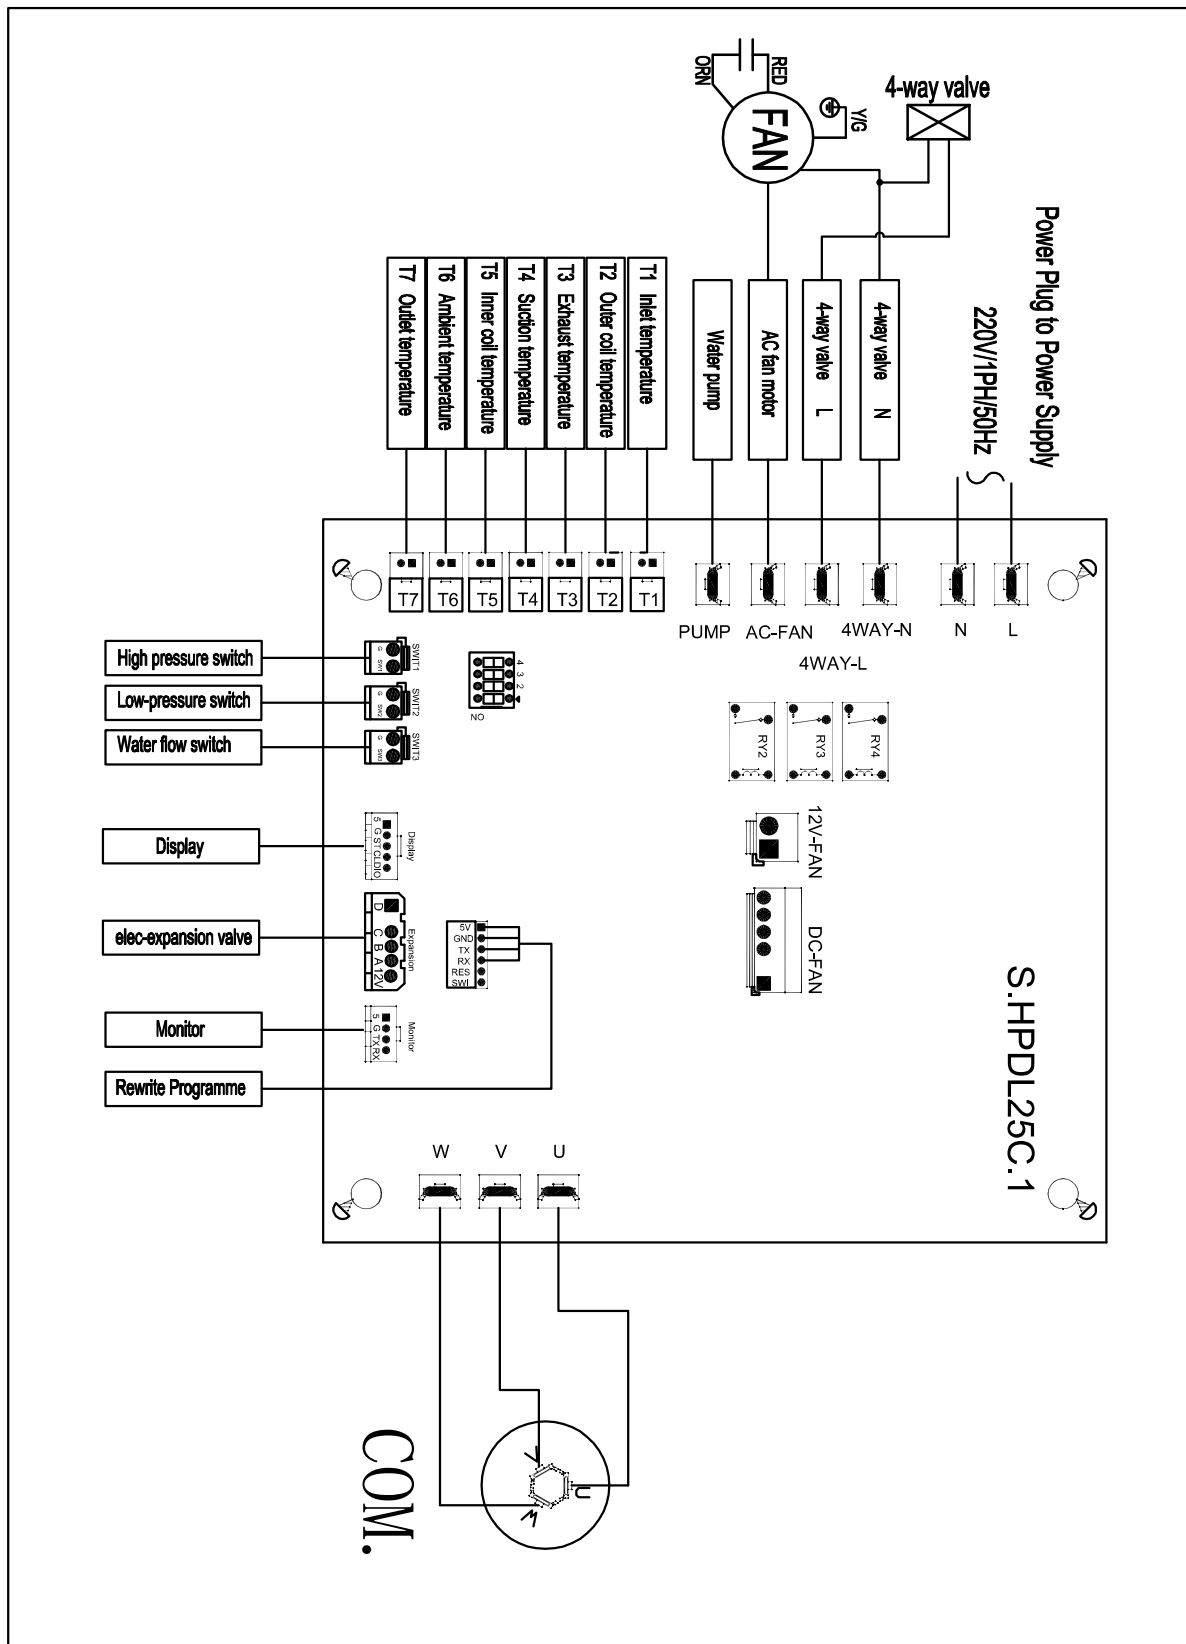 ORN
RED
FAN
Y/G
4-way valve
Power Plug to Power Supply
220V/1PH/50Hz
T7 Outlet temperature
T6 Ambient temperature
T5 Inner coil temperature
T4 Suction temperature
T3 Exhaust temperature
T2 Outer coil temperature
T1 Inlet temperature
Water pump
AC fan motor
4-way valve L
4-way valve N
T7
T6
T5
T4
T3
T2
T1
PUMP
AC-FAN
4WAY-L
4WAY-N
N
L
High pressure switch
G
SW1
SWIT1
Low-pressure switch
G
SW2
SWIT2
Water flow switch
G
SW3
SWIT3
4
3
2
NO
RY2
RY3
RY4
12V-FAN
DC-FAN
Display
5 G ST CL DIO
Display
elec-expansion valve
D C B A 12V
Expansion
5V
GND
TX
RX
RES
SWI
Monitor
5 G TX RX
Monitor
Rewrite Programme
S.HPDL25C.1
W
V
U
V
U
W
COM.